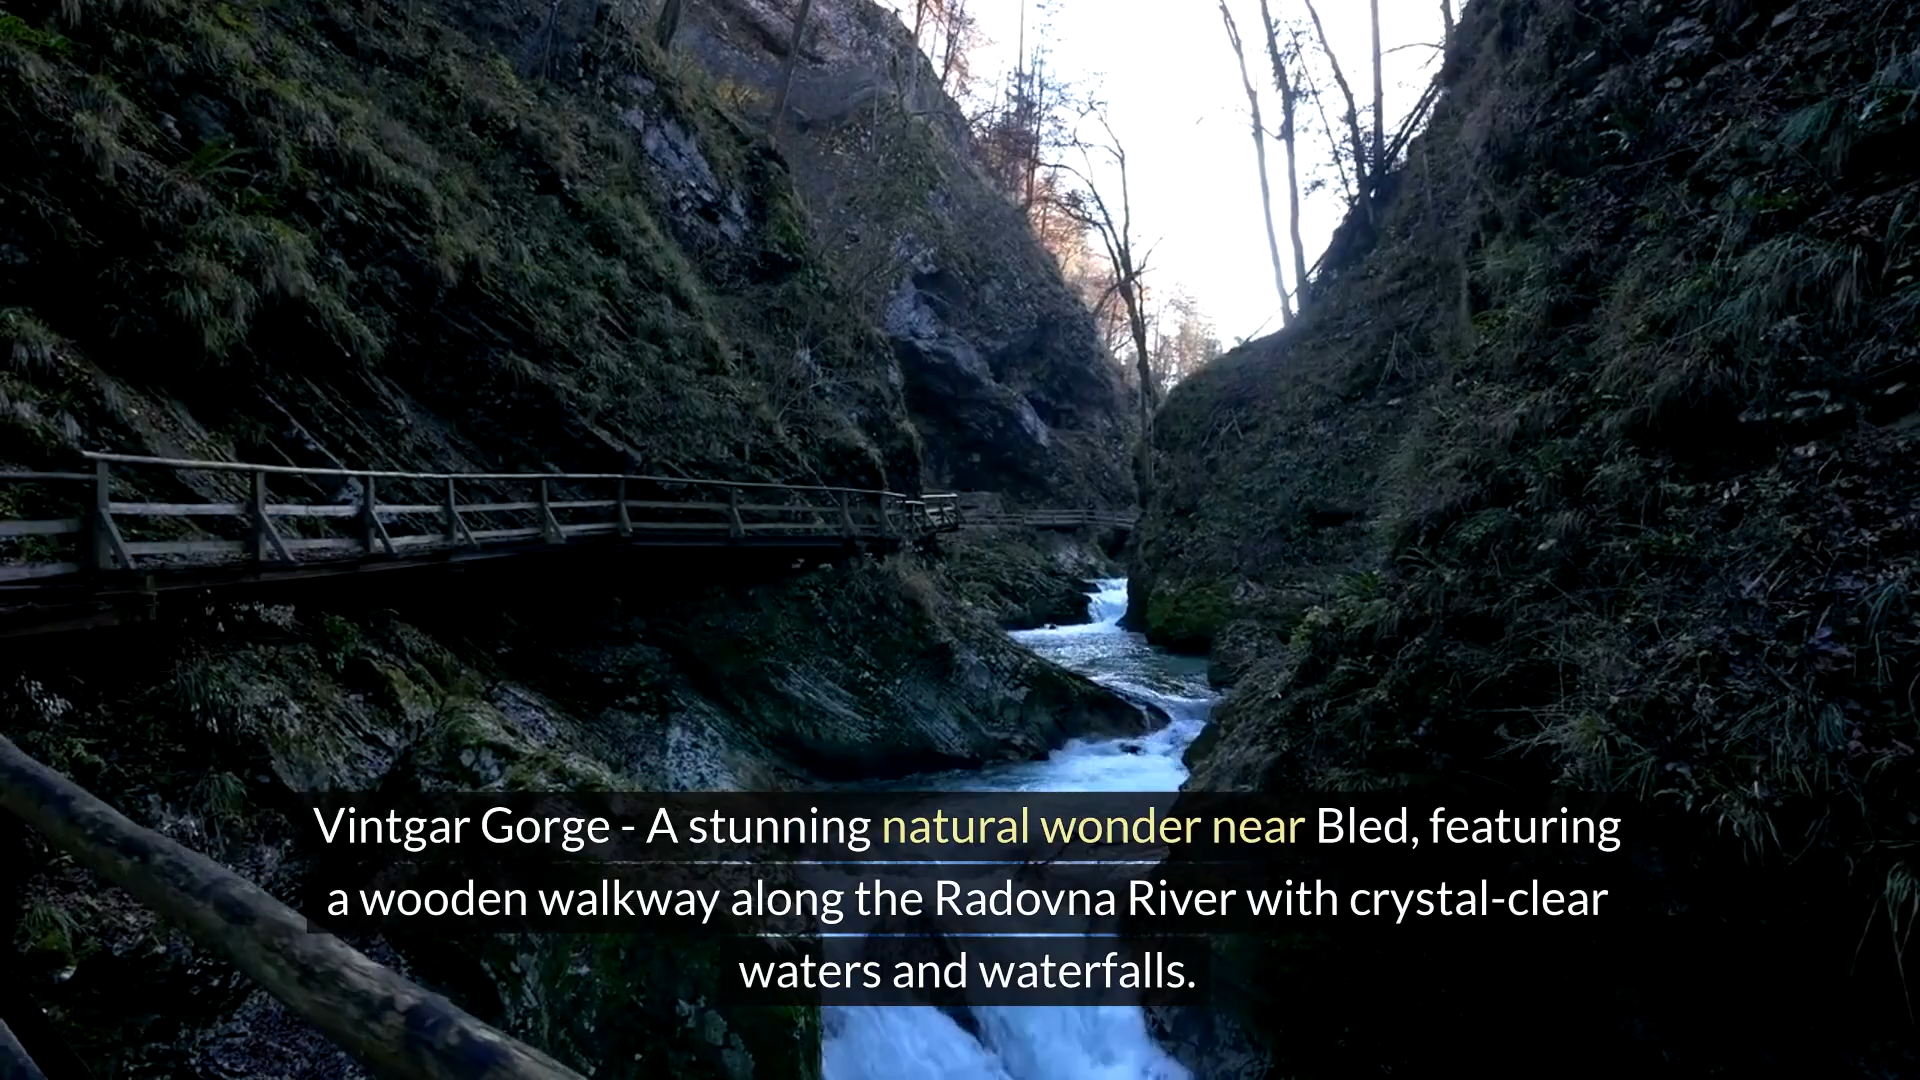 Vintgar Gorge - A stunning natural wonder near Bled, featuring
a wooden walkway along the Radovna River with crystal-clear
waters and waterfalls.